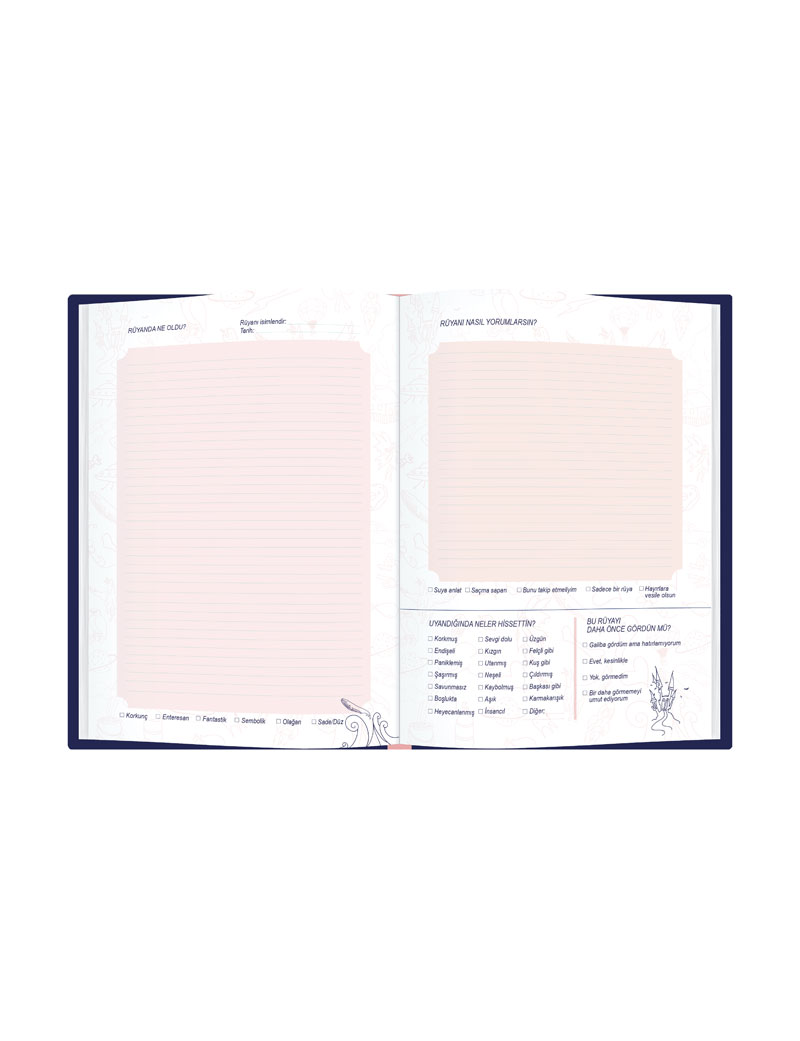 RÜYANDA NE OLDU?
Rüyanı isimlendir:
Tarih:
Korkunç
Enteresan
Fantastik
Sembolik
Olağan
Sade/Düz
RÜYANI NASIL YORUMLARSIN?
Suya anlat
Saçma sapan
Bunu takip etmeliyim
Sadece bir rüya
Hayırlara
vesile olsun
UYANDIĞINDA NELER HİSSETTİN?
Korkmuş
Endişeli
Paniklemiş
Şaşırmış
Savunmasız
Boşlukta
Heyecanlanmış
Sevgi dolu
Kızgın
Utanmış
Neşeli
Kaybolmuş
Aşık
İnsancıl
Üzgün
Felçli gibi
Kuş gibi
Çıldırmış
Başkası gibi
Karmakarışık
Diğer:
BU RÜYAYI
DAHA ÖNCE GÖRDÜN MÜ?
Galiba gördüm ama hatırlamıyorum
Evet, kesinlikle
Yok, görmedim
Bir daha görmemeyi
umut ediyorum